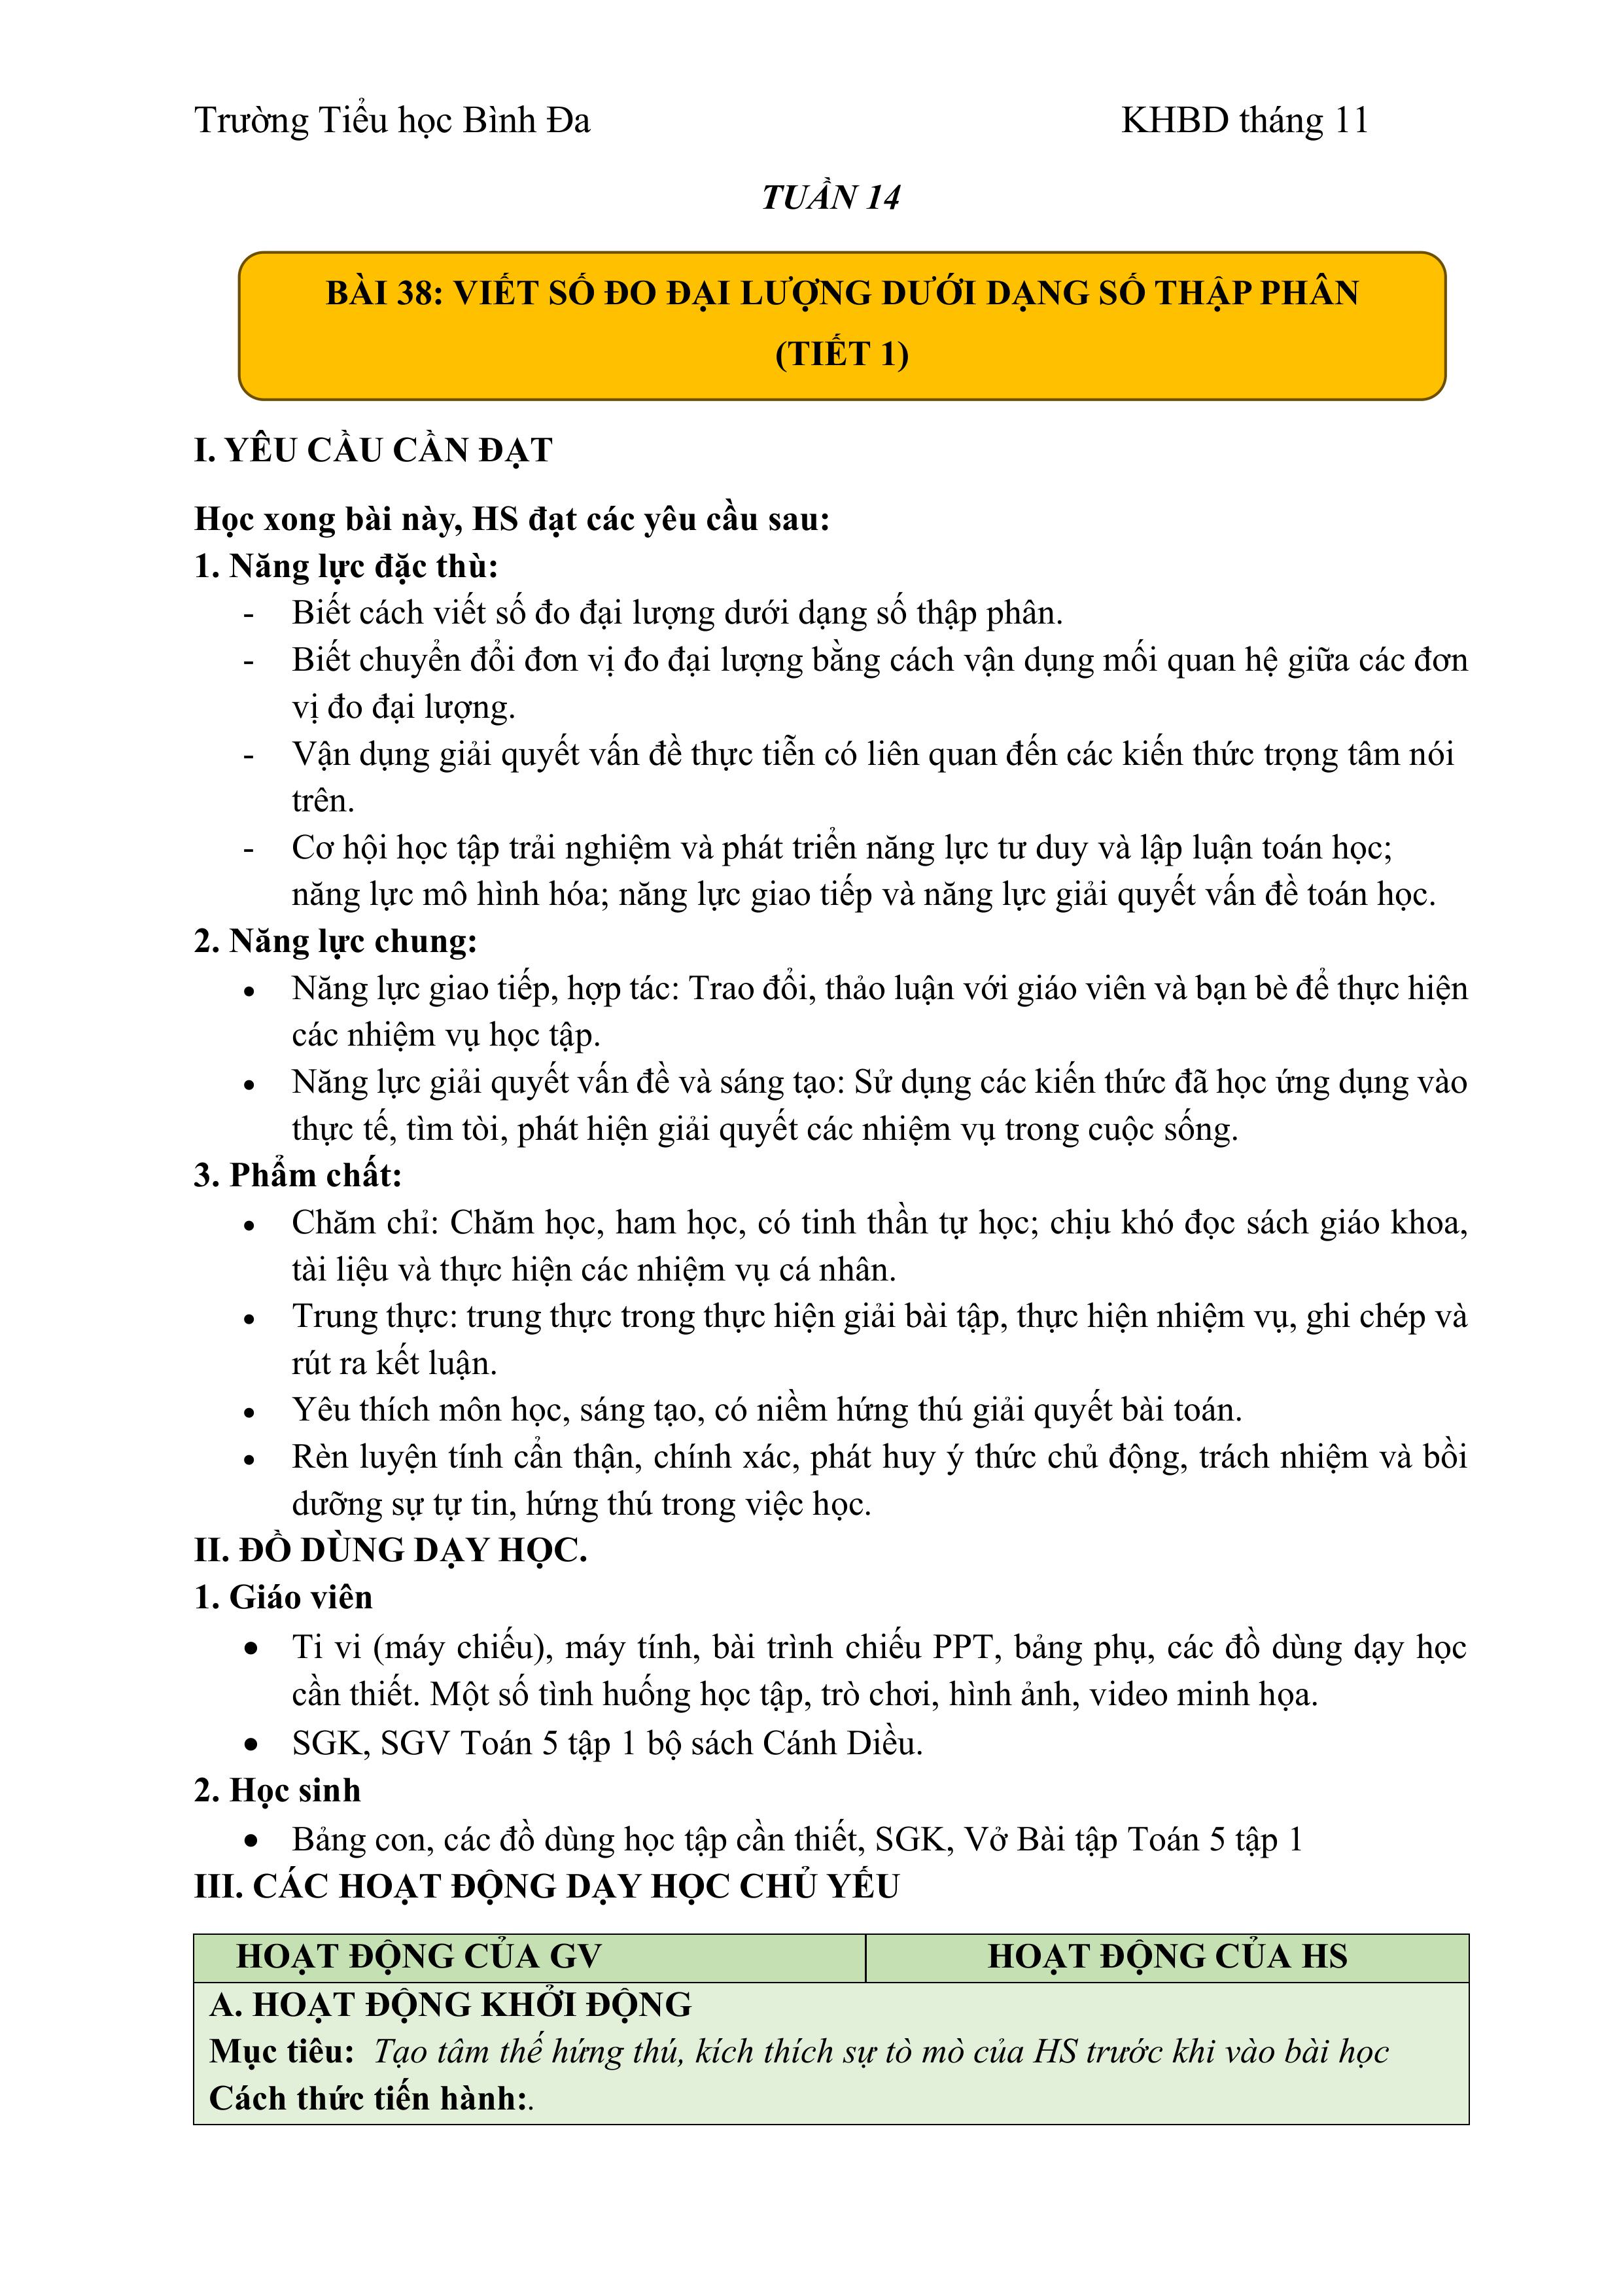 Trường Tiểu học Bình Đa KHBD tháng 11
TUẦN 14
BÀI 38: VIẾT SỐ ĐO ĐẠI LƯỢNG DƯỚI DẠNG SỐ THẬP PHÂN
(TIẾT 1)
I. YÊU CẦU CẦN ĐẠT
Học xong bài này, HS đạt các yêu cầu sau:
1. Năng lực đặc thù:
- Biết cách viết số đo đại lượng dưới dạng số thập phân.
- Biết chuyển đổi đơn vị đo đại lượng bằng cách vận dụng mối quan hệ giữa các đơn
vị đo đại lượng.
- Vận dụng giải quyết vấn đề thực tiễn có liên quan đến các kiến thức trọng tâm nói
trên.
- Cơ hội học tập trải nghiệm và phát triển năng lực tư duy và lập luận toán học;
năng lực mô hình hóa; năng lực giao tiếp và năng lực giải quyết vấn đề toán học.
2. Năng lực chung:
• Năng lực giao tiếp, hợp tác: Trao đổi, thảo luận với giáo viên và bạn bè để thực hiện
các nhiệm vụ học tập.
• Năng lực giải quyết vấn đề và sáng tạo: Sử dụng các kiến thức đã học ứng dụng vào
thực tế, tìm tòi, phát hiện giải quyết các nhiệm vụ trong cuộc sống.
3. Phẩm chất:
• Chăm chỉ: Chăm học, ham học, có tinh thần tự học; chịu khó đọc sách giáo khoa,
tài liệu và thực hiện các nhiệm vụ cá nhân.
• Trung thực: trung thực trong thực hiện giải bài tập, thực hiện nhiệm vụ, ghi chép và
rút ra kết luận.
• Yêu thích môn học, sáng tạo, có niềm hứng thú giải quyết bài toán.
• Rèn luyện tính cẩn thận, chính xác, phát huy ý thức chủ động, trách nhiệm và bồi
dưỡng sự tự tin, hứng thú trong việc học.
II. ĐỒ DÙNG DẠY HỌC.
1. Giáo viên
• Ti vi (máy chiếu), máy tính, bài trình chiếu PPT, bảng phụ, các đồ dùng dạy học
cần thiết. Một số tình huống học tập, trò chơi, hình ảnh, video minh họa.
• SGK, SGV Toán 5 tập 1 bộ sách Cánh Diều.
2. Học sinh
• Bảng con, các đồ dùng học tập cần thiết, SGK, Vở Bài tập Toán 5 tập 1
III. CÁC HOẠT ĐỘNG DẠY HỌC CHỦ YẾU
HOẠT ĐỘNG CỦA GV HOẠT ĐỘNG CỦA HS
A. HOẠT ĐỘNG KHỞI ĐỘNG
Mục tiêu: Tạo tâm thế hứng thú, kích thích sự tò mò của HS trước khi vào bài học
Cách thức tiến hành:.